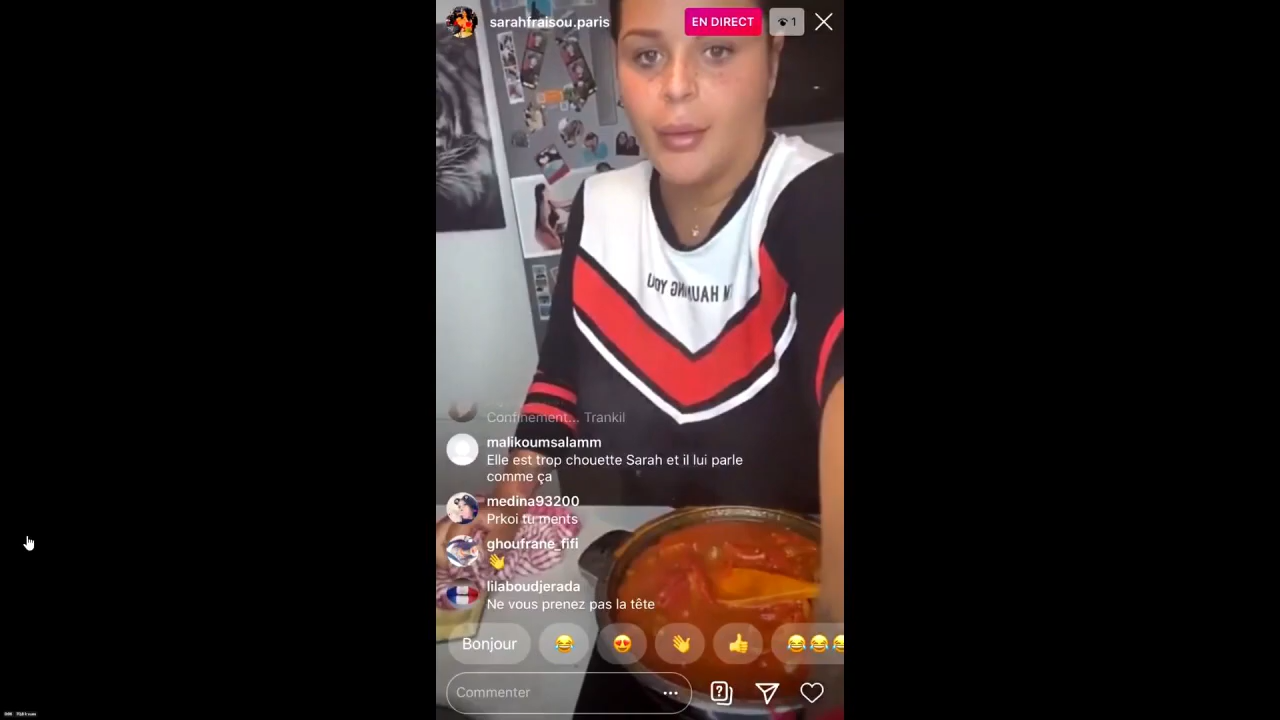 sarahfraisou.paris
EN DIRECT
1
Confinement... Trankil
malikoumsalamm
Elle est trop chouette Sarah et il lui parle
comme ça
medina93200
Prkoi tu ments
ghoufrane_fifi
👋
lilaboudjerada
Ne vous prenez pas la tête
Bonjour
😂
😍
👋
👍
😂😂😂
Commenter